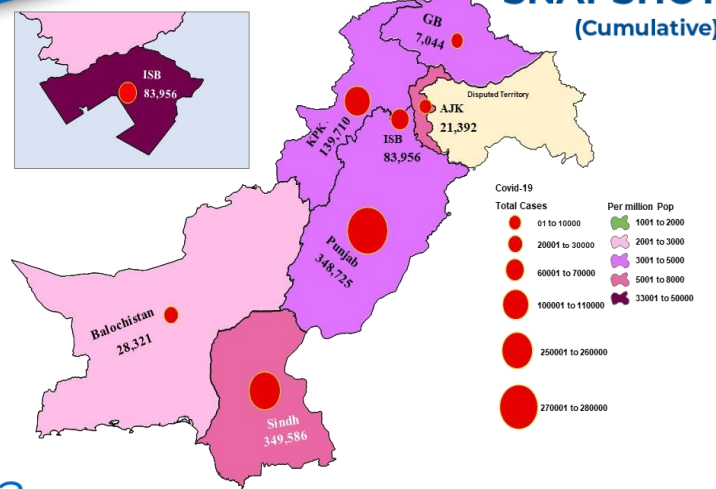 SNAPSHOT
(Cumulative)
ISB
83,956
GB
7,044
Disputed Territory
AJK
21,392
KPK
139,710
ISB
83,956
Punjab
348,725
Balochistan
28,321
Sindh
349,586
Covid-19
Total Cases
01 to 10000
20001 to 30000
60001 to 70000
100001 to 110000
250001 to 260000
270001 to 280000
Per million Pop
1001 to 2000
2001 to 3000
3001 to 5000
5001 to 8000
33001 to 50000